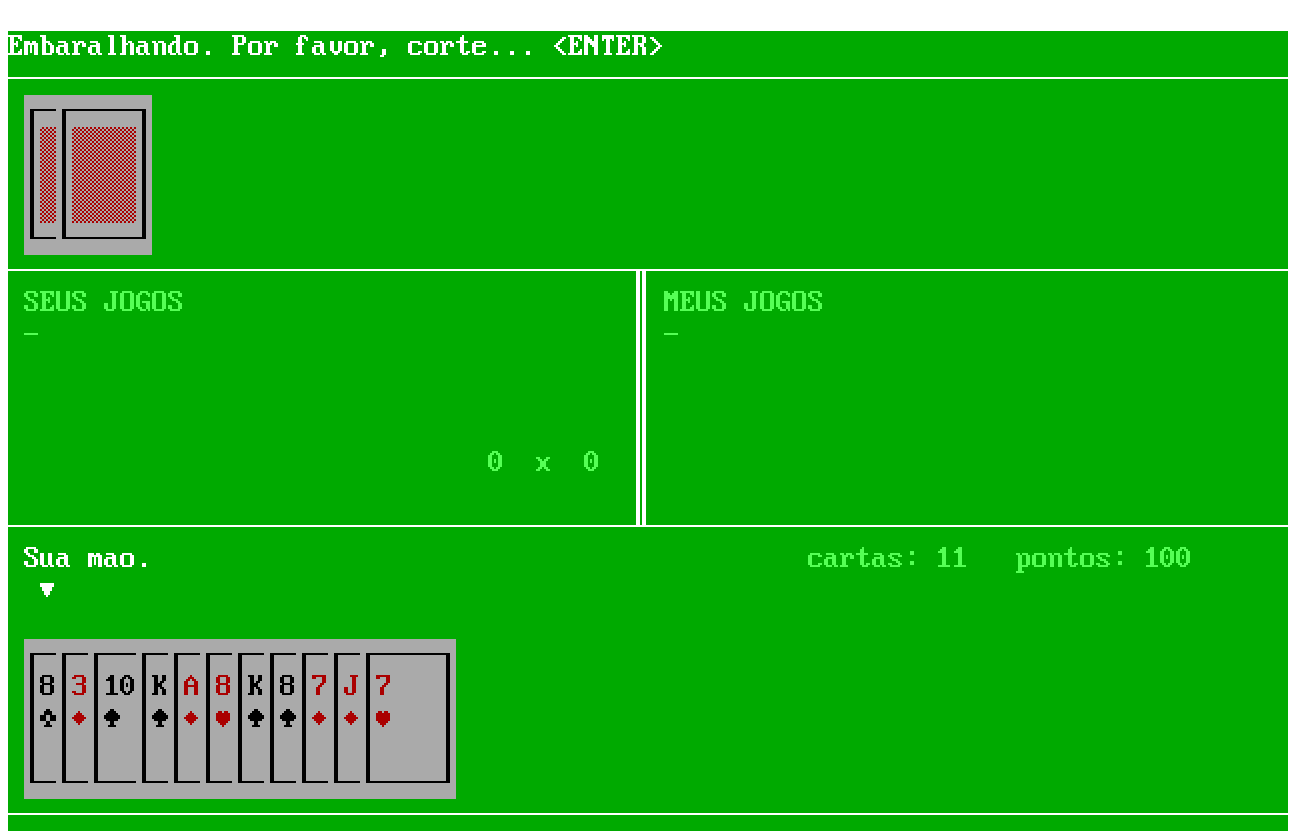 Embaralhando. Por favor, corte... <ENTER>
SEUS JOGOS
MEUS JOGOS
0 x 0
Sua mao. cartas: 11 pontos: 100
8 3 10 K A 8 K 8 7 J 7
♣ ♦ ♠ ♠ ♦ ♥ ♠ ♠ ♦ ♦ ♥